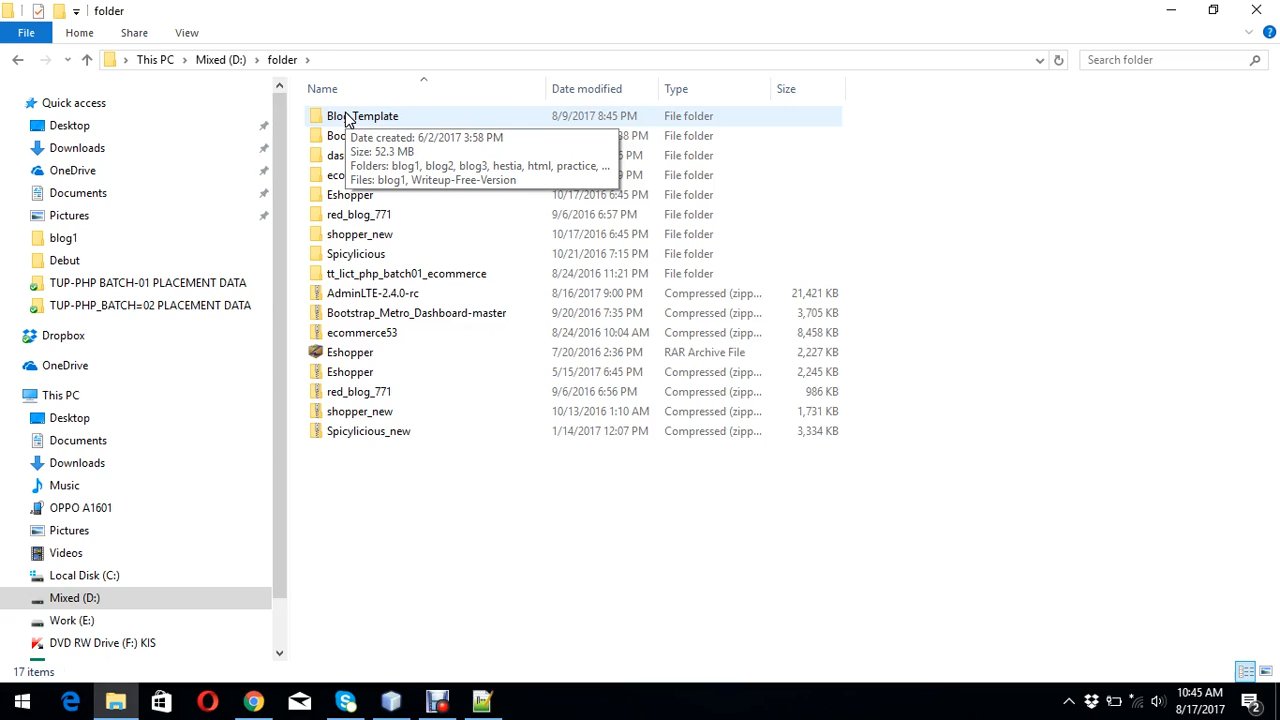 folder
File Home Share View
This PC Mixed (D:) folder Search folder
Name Date modified Type Size
Quick access
Desktop
Downloads
OneDrive
Documents
Pictures
blog1
Debut
TUP-PHP BATCH-01 PLACEMENT DATA
TUP-PHP_BATCH=02 PLACEMENT DATA
Dropbox
OneDrive
This PC
Desktop
Documents
Downloads
Music
OPPO A1601
Pictures
Videos
Local Disk (C:)
Mixed (D:)
Work (E:)
DVD RW Drive (F:) KIS
Template 8/9/2017 8:45 PM File folder
Date created: 6/2/2017 3:58 PM
Size: 52.3 MB
Folders: blog1, blog2, blog3, hestia, html, practice, ...
Files: blog1, Writeup-Free-Version
PM File folder
PM File folder
PM File folder
Eshopper 10/17/2016 6:45 PM File folder
red_blog_771 9/6/2016 6:57 PM File folder
shopper_new 10/17/2016 6:45 PM File folder
Spicylicious 10/21/2016 7:15 PM File folder
tt_lict_php_batch01_ecommerce 8/24/2016 11:21 PM File folder
AdminLTE-2.4.0-rc 8/16/2017 9:00 PM Compressed (zipp... 21,421 KB
Bootstrap_Metro_Dashboard-master 9/20/2016 7:35 PM Compressed (zipp... 3,705 KB
ecommerce53 8/24/2016 10:04 AM Compressed (zipp... 8,458 KB
Eshopper 7/20/2016 2:36 PM RAR Archive File 2,227 KB
Eshopper 5/15/2017 6:45 PM Compressed (zipp... 2,245 KB
red_blog_771 9/6/2016 6:56 PM Compressed (zipp... 986 KB
shopper_new 10/13/2016 1:10 AM Compressed (zipp... 1,731 KB
Spicylicious_new 1/14/2017 12:07 PM Compressed (zipp... 3,334 KB
17 items
10:45 AM
8/17/2017
2